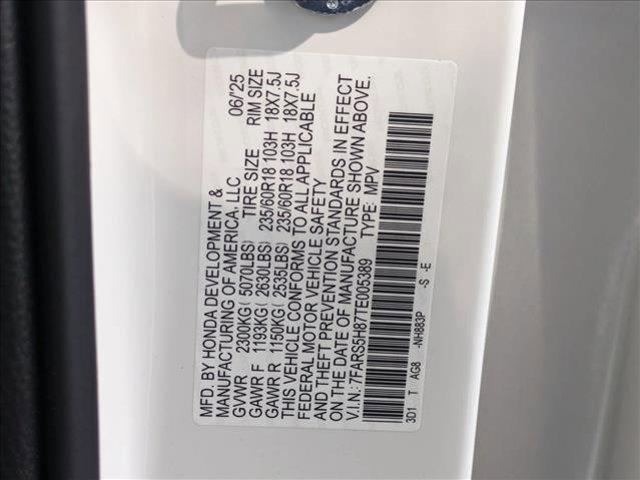 MFD. BY HONDA DEVELOPMENT &
MANUFACTURING OF AMERICA, LLC 06/'25
GVWR 2300KG( 5070LBS) TIRE SIZE RIM SIZE
GAWR F 1193KG( 2630LBS) 235/60R18 103H 18X7.5J
GAWR R 1150KG( 2535LBS) 235/60R18 103H 18X7.5J
THIS VEHICLE CONFORMS TO ALL APPLICABLE
FEDERAL MOTOR VEHICLE SAFETY
AND THEFT PREVENTION STANDARDS IN EFFECT
ON THE DATE OF MANUFACTURE SHOWN ABOVE.
V.I.N.: 7FARS5H87TE005389 TYPE: MPV
3D1 T AG8 -NH883P -S -E